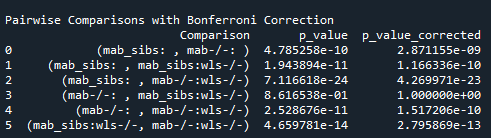 Pairwise Comparisons with Bonferroni Correction
Comparison p_value p_value_corrected
0 (mab_sibs: , mab-/-: ) 4.785258e-10 2.871155e-09
1 (mab_sibs: , mab_sibs:wls-/-) 1.943894e-11 1.166336e-10
2 (mab_sibs: , mab-/-:wls-/-) 7.116618e-24 4.269971e-23
3 (mab-/-: , mab_sibs:wls-/-) 8.616538e-01 1.000000e+00
4 (mab-/-: , mab-/-:wls-/-) 2.528676e-11 1.517206e-10
5 (mab_sibs:wls-/-, mab-/-:wls-/-) 4.659781e-14 2.795869e-13